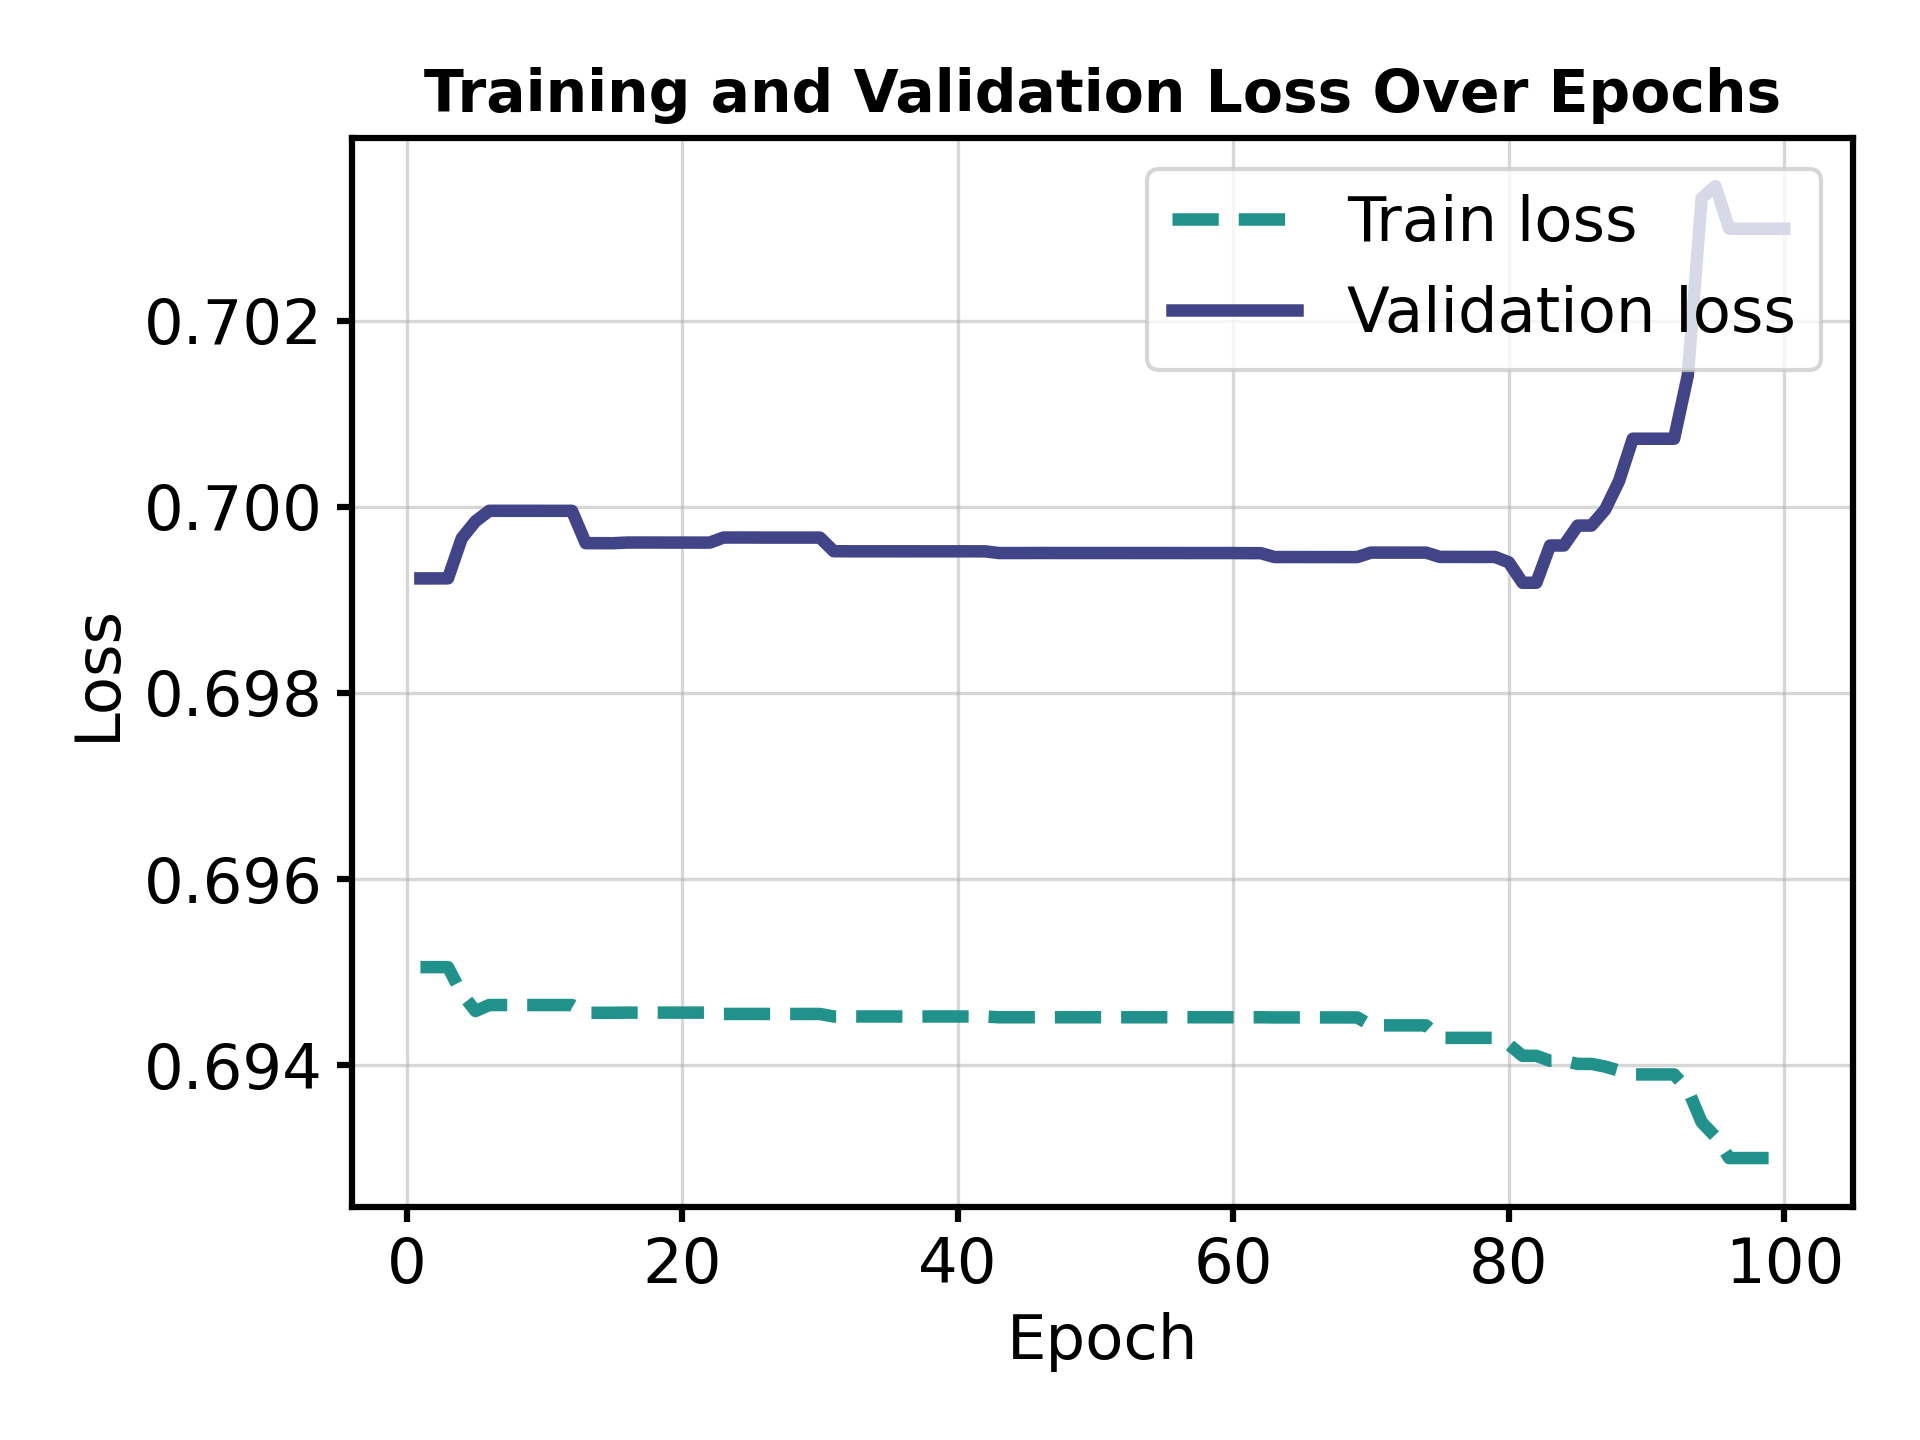 Training and Validation Loss Over Epochs
Train loss
Validation loss
0.702
0.700
0.698
0.696
0.694
Loss
0 20 40 60 80 100
Epoch